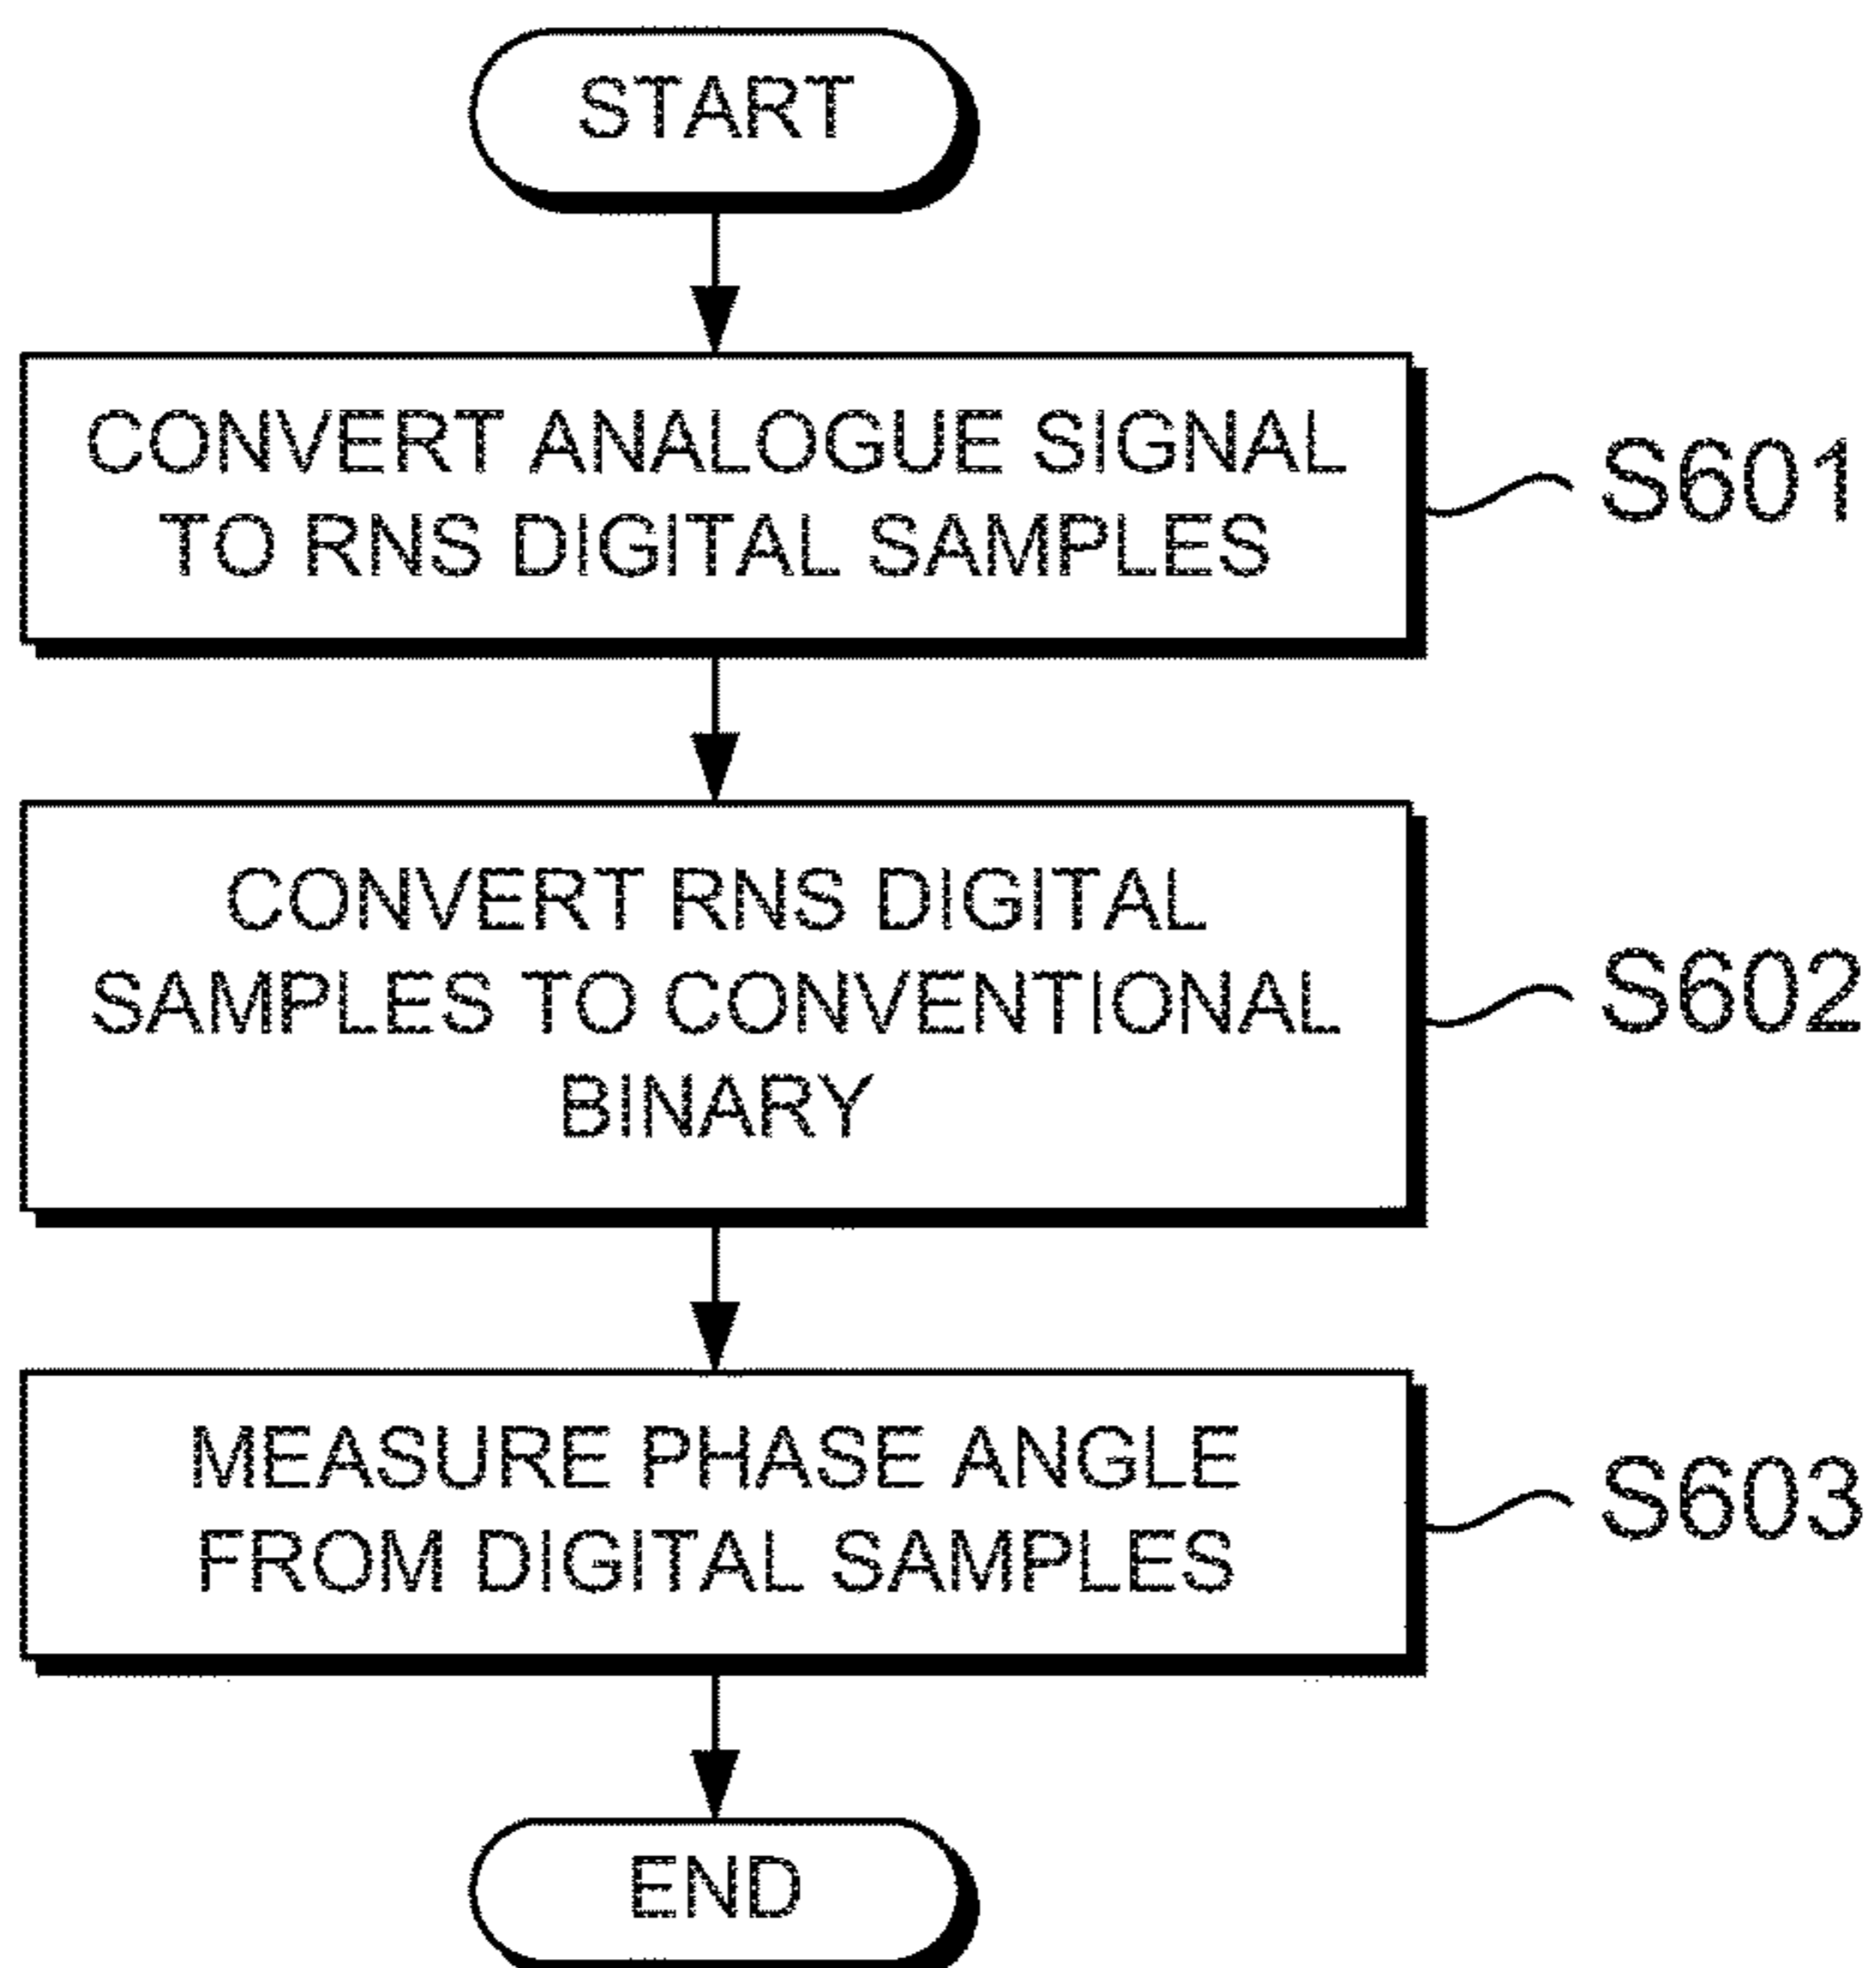 START
CONVERT ANALOGUE SIGNAL
TO RNS DIGITAL SAMPLES
S601
CONVERT RNS DIGITAL
SAMPLES TO CONVENTIONAL
BINARY
S602
MEASURE PHASE ANGLE
FROM DIGITAL SAMPLES
S603
END